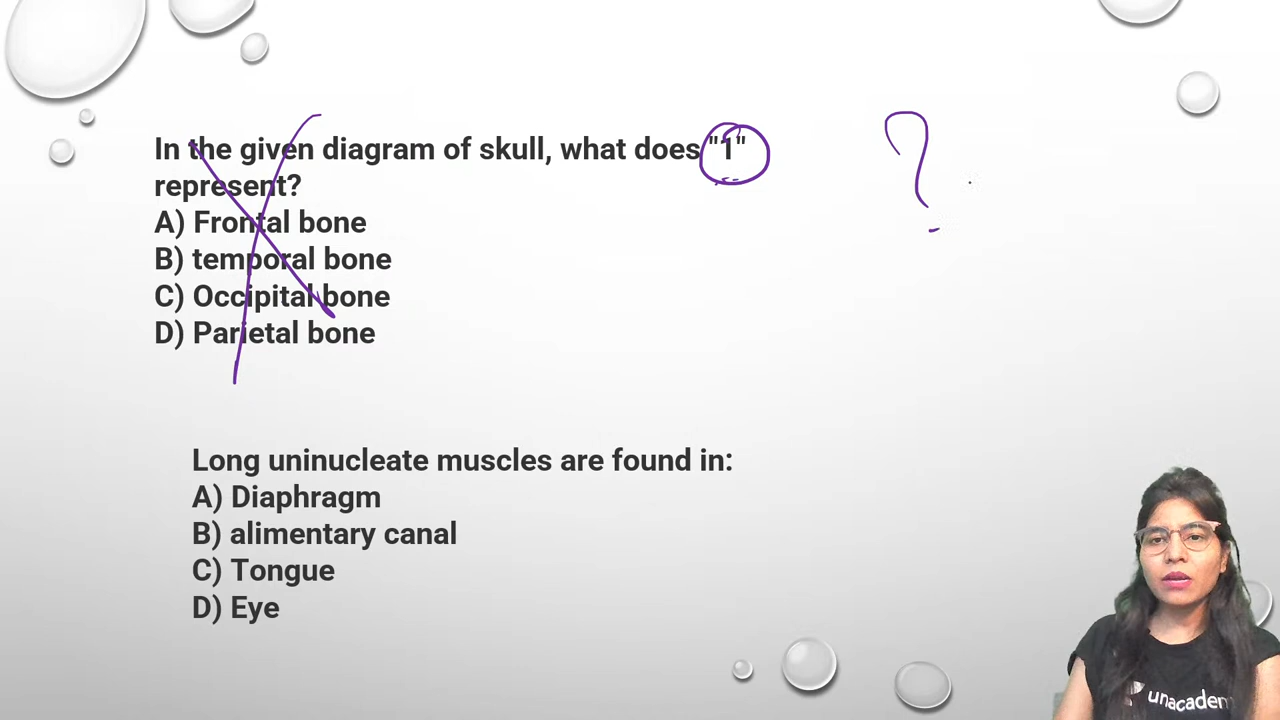 In the given diagram of skull, what does "1"
represent?
A) Frontal bone
B) temporal bone
C) Occipital bone
D) Parietal bone
?
Long uninucleate muscles are found in:
A) Diaphragm
B) alimentary canal
C) Tongue
D) Eye
unacadem